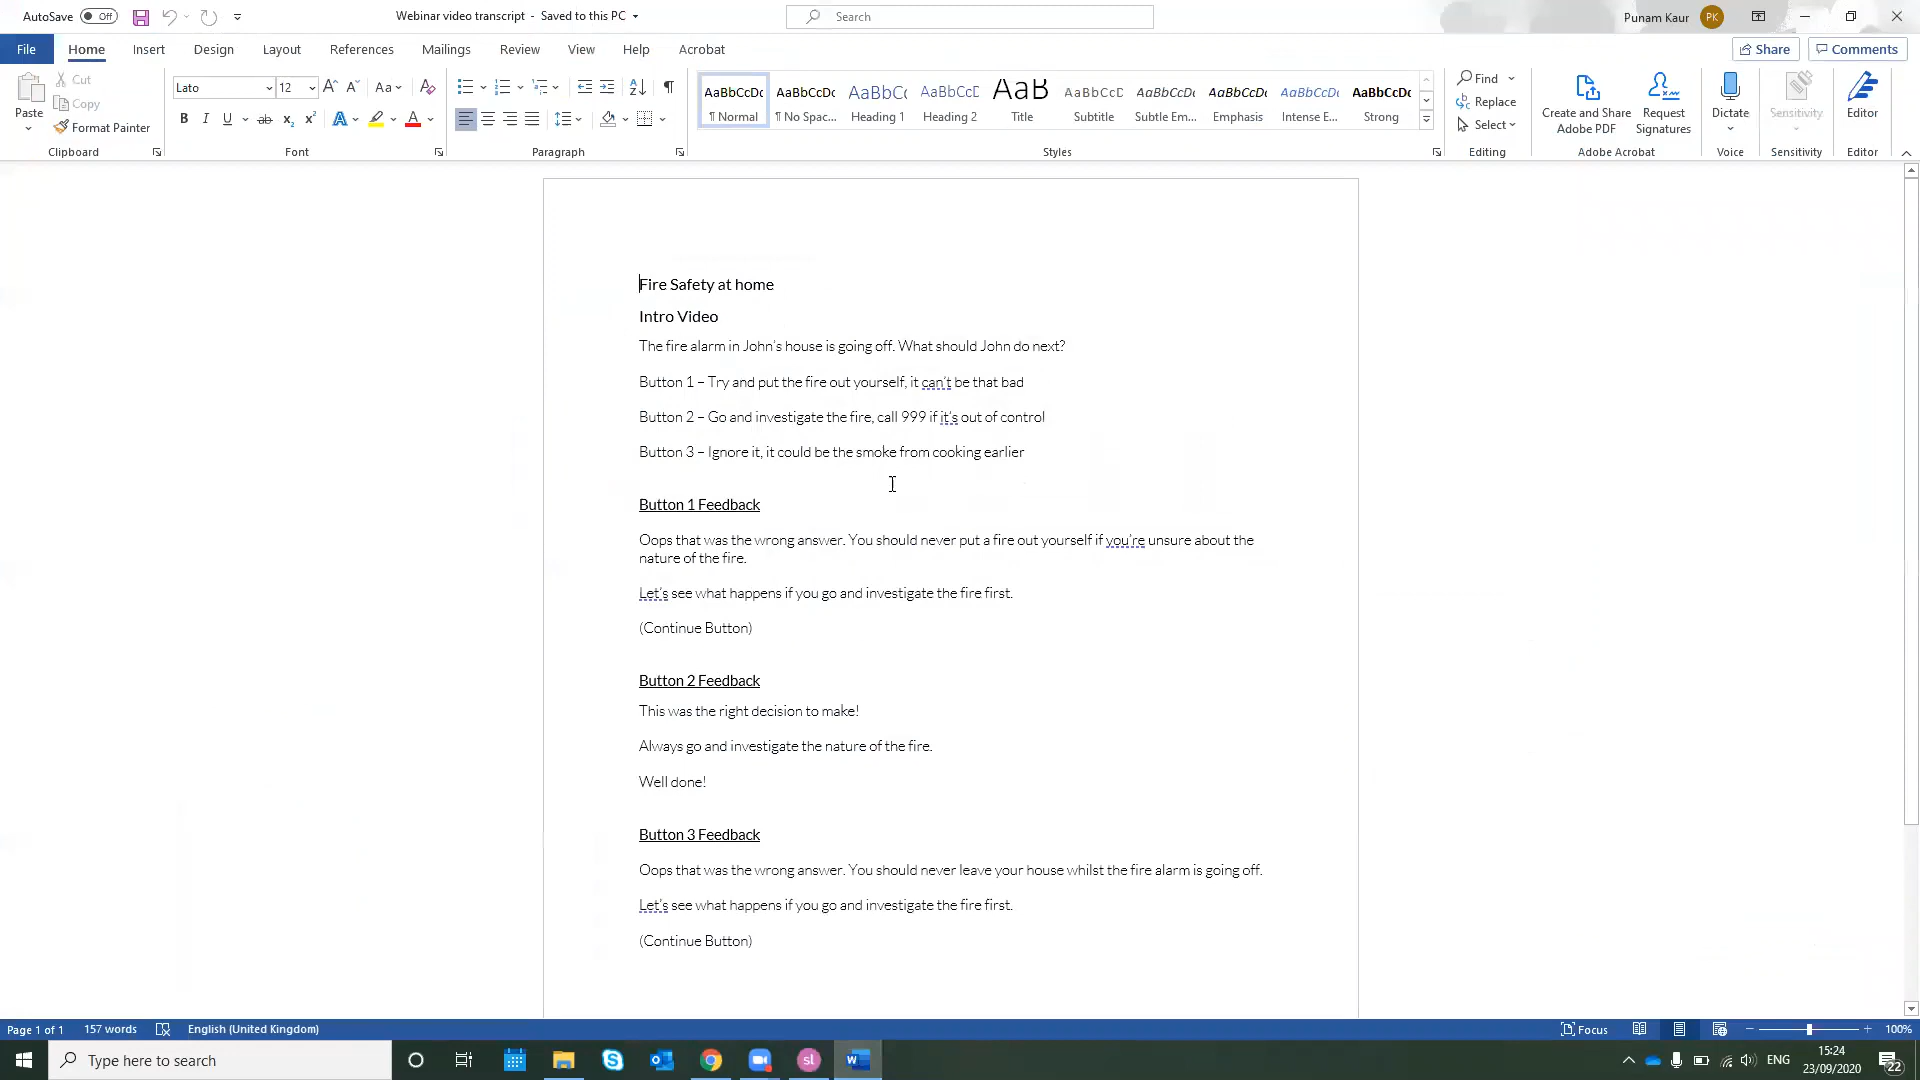 AutoSave Off Webinar video transcript - Saved to this PC Search Punam Kaur PK
File Home Insert Design Layout References Mailings Review View Help Acrobat Share Comments
Paste Cut Copy Format Painter
Lato 12
AaBbCcDc ¶ Normal
AaBbCcDc ¶ No Spac...
AaBbCc Heading 1
AaBbCcD Heading 2
AaB Title
AaBbCcD Subtitle
AaBbCcDc Subtle Em...
AaBbCcDc Emphasis
AaBbCcDc Intense E...
AaBbCcDc Strong
Find
Replace
Select
Create and Share Adobe PDF
Request Signatures
Dictate
Sensitivity
Editor
Clipboard Font Paragraph Styles Editing Adobe Acrobat Voice Sensitivity Editor
Fire Safety at home
Intro Video
The fire alarm in John’s house is going off. What should John do next?
Button 1 – Try and put the fire out yourself, it can’t be that bad
Button 2 – Go and investigate the fire, call 999 if it’s out of control
Button 3 – Ignore it, it could be the smoke from cooking earlier
Button 1 Feedback
Oops that was the wrong answer. You should never put a fire out yourself if you’re unsure about the
nature of the fire.
Let’s see what happens if you go and investigate the fire first.
(Continue Button)
Button 2 Feedback
This was the right decision to make!
Always go and investigate the nature of the fire.
Well done!
Button 3 Feedback
Oops that was the wrong answer. You should never leave your house whilst the fire alarm is going off.
Let’s see what happens if you go and investigate the fire first.
(Continue Button)
Page 1 of 1 157 words English (United Kingdom) Focus 100%
Type here to search sl ENG 15:24 23/09/2020 22